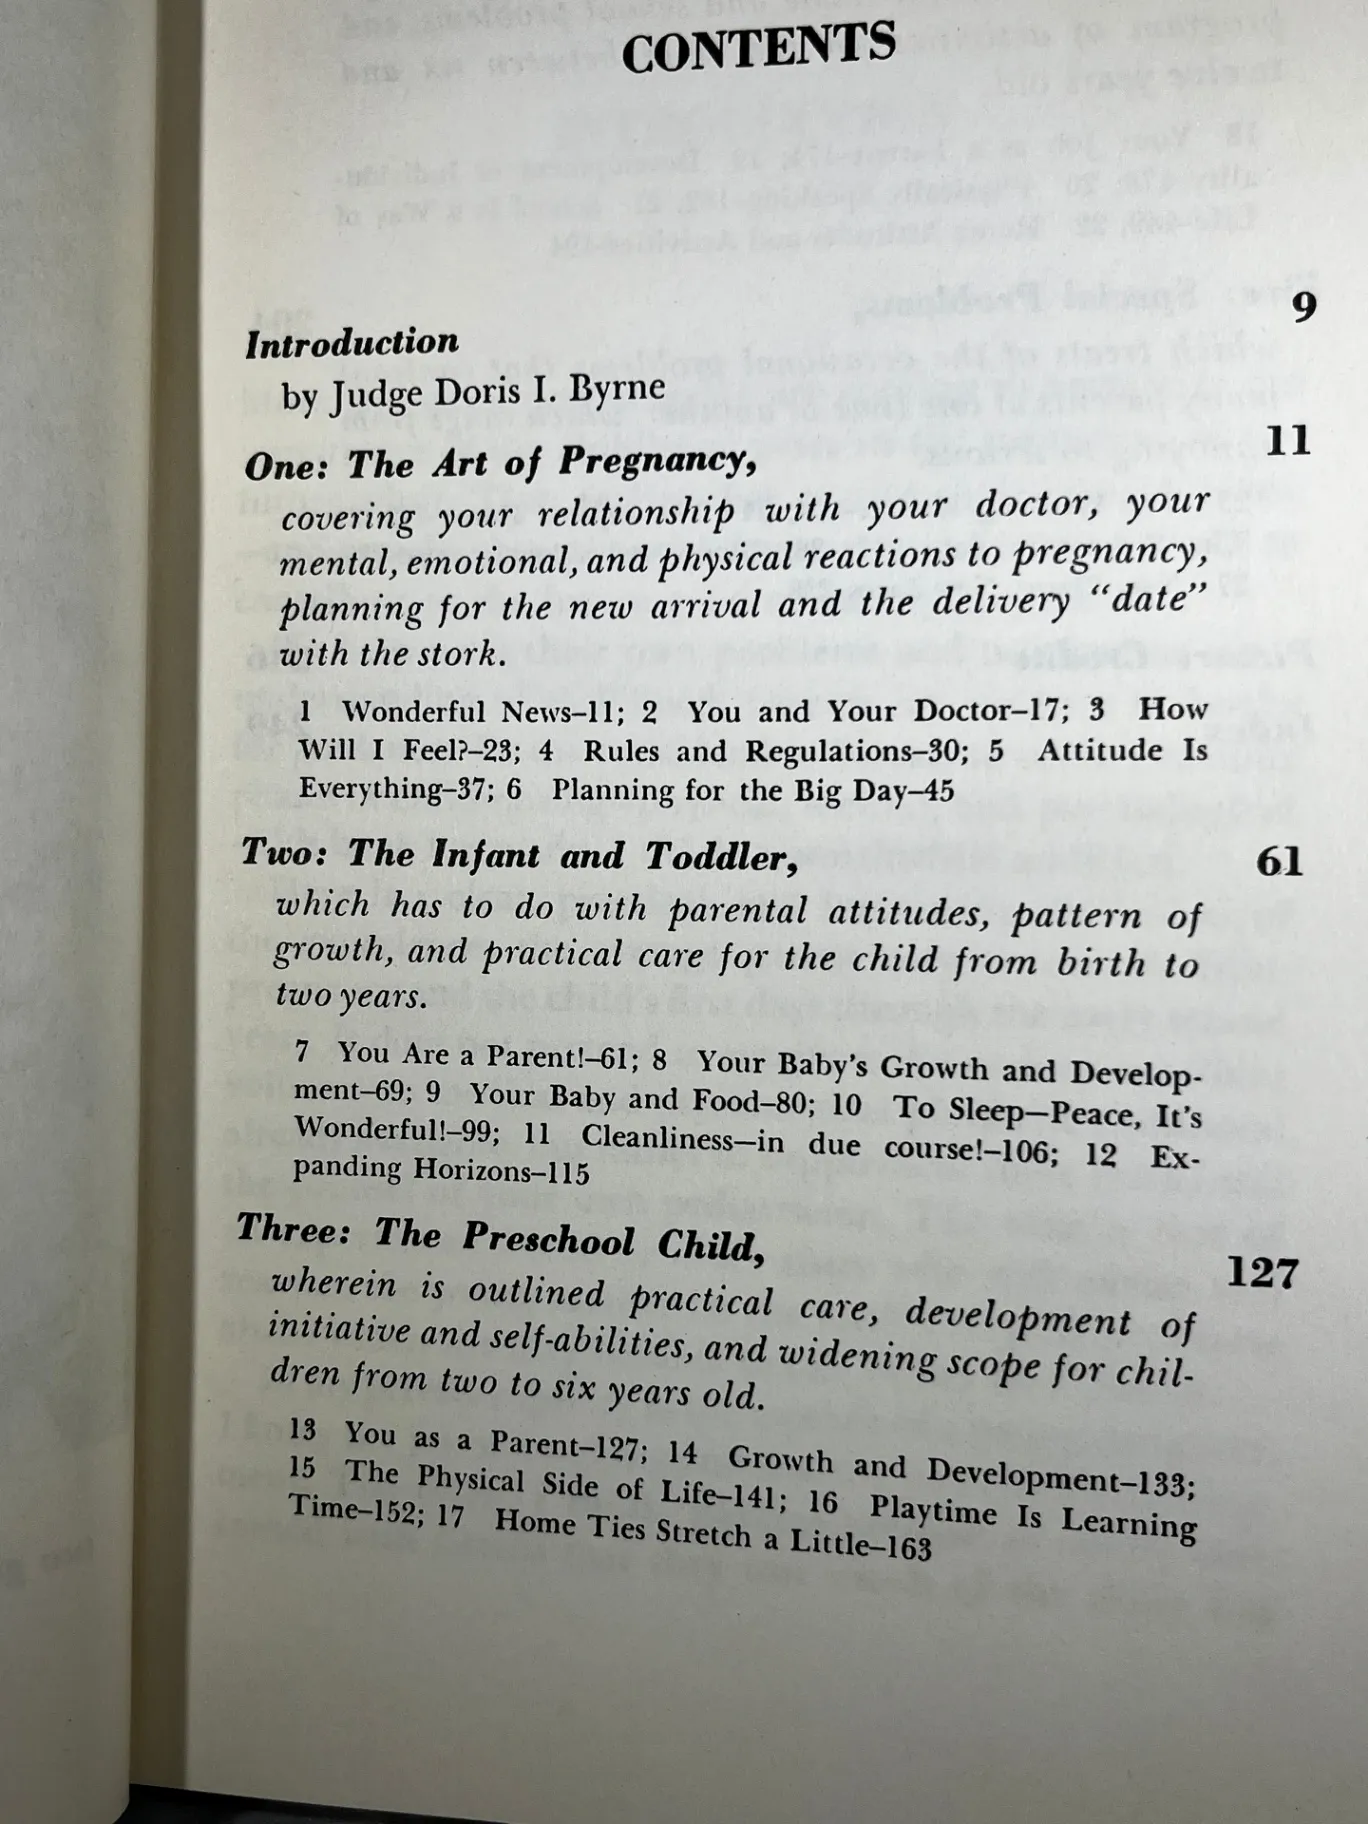 CONTENTS
Introduction 9
by Judge Doris I. Byrne
One: The Art of Pregnancy, 11
covering your relationship with your doctor, your
mental, emotional, and physical reactions to pregnancy,
planning for the new arrival and the delivery “date”
with the stork.
1 Wonderful News–11; 2 You and Your Doctor–17; 3 How
Will I Feel?–23; 4 Rules and Regulations–30; 5 Attitude Is
Everything–37; 6 Planning for the Big Day–45
Two: The Infant and Toddler, 61
which has to do with parental attitudes, pattern of
growth, and practical care for the child from birth to
two years.
7 You Are a Parent!–61; 8 Your Baby’s Growth and Develop-
ment–69; 9 Your Baby and Food–80; 10 To Sleep—Peace, It’s
Wonderful!–99; 11 Cleanliness—in due course!–106; 12 Ex-
panding Horizons–115
Three: The Preschool Child, 127
wherein is outlined practical care, development of
initiative and self-abilities, and widening scope for chil-
dren from two to six years old.
13 You as a Parent–127; 14 Growth and Development–133;
15 The Physical Side of Life–141; 16 Playtime Is Learning
Time–152; 17 Home Ties Stretch a Little–163